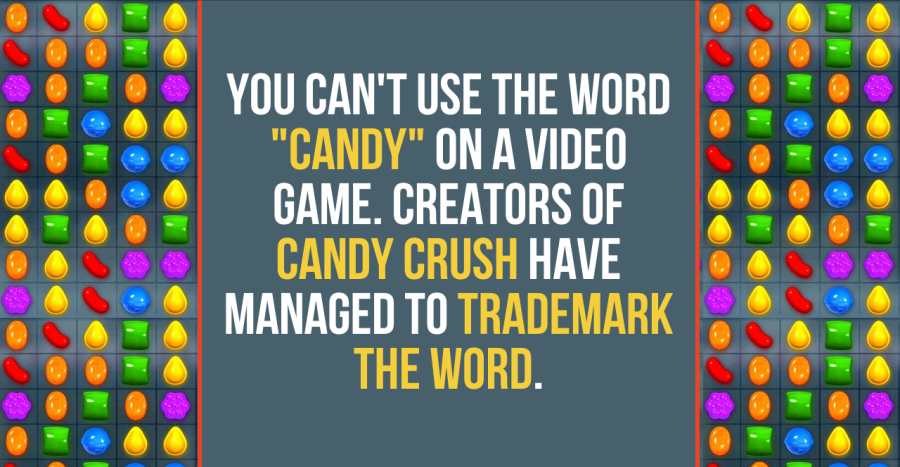 YOU CAN'T USE THE WORD
"CANDY" ON A VIDEO
GAME. CREATORS OF
CANDY CRUSH HAVE
MANAGED TO TRADEMARK
THE WORD.